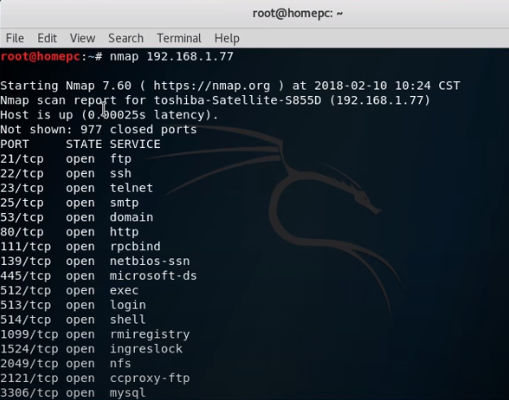 root@homepc: ~
File Edit View Search Terminal Help
root@homepc:~# nmap 192.168.1.77
Starting Nmap 7.60 ( https://nmap.org ) at 2018-02-10 10:24 CST
Nmap scan report for toshiba-Satellite-S855D (192.168.1.77)
Host is up (0.00025s latency).
Not shown: 977 closed ports
PORT STATE SERVICE
21/tcp open ftp
22/tcp open ssh
23/tcp open telnet
25/tcp open smtp
53/tcp open domain
80/tcp open http
111/tcp open rpcbind
139/tcp open netbios-ssn
445/tcp open microsoft-ds
512/tcp open exec
513/tcp open login
514/tcp open shell
1099/tcp open rmiregistry
1524/tcp open ingreslock
2049/tcp open nfs
2121/tcp open ccproxy-ftp
3306/tcp open mysql